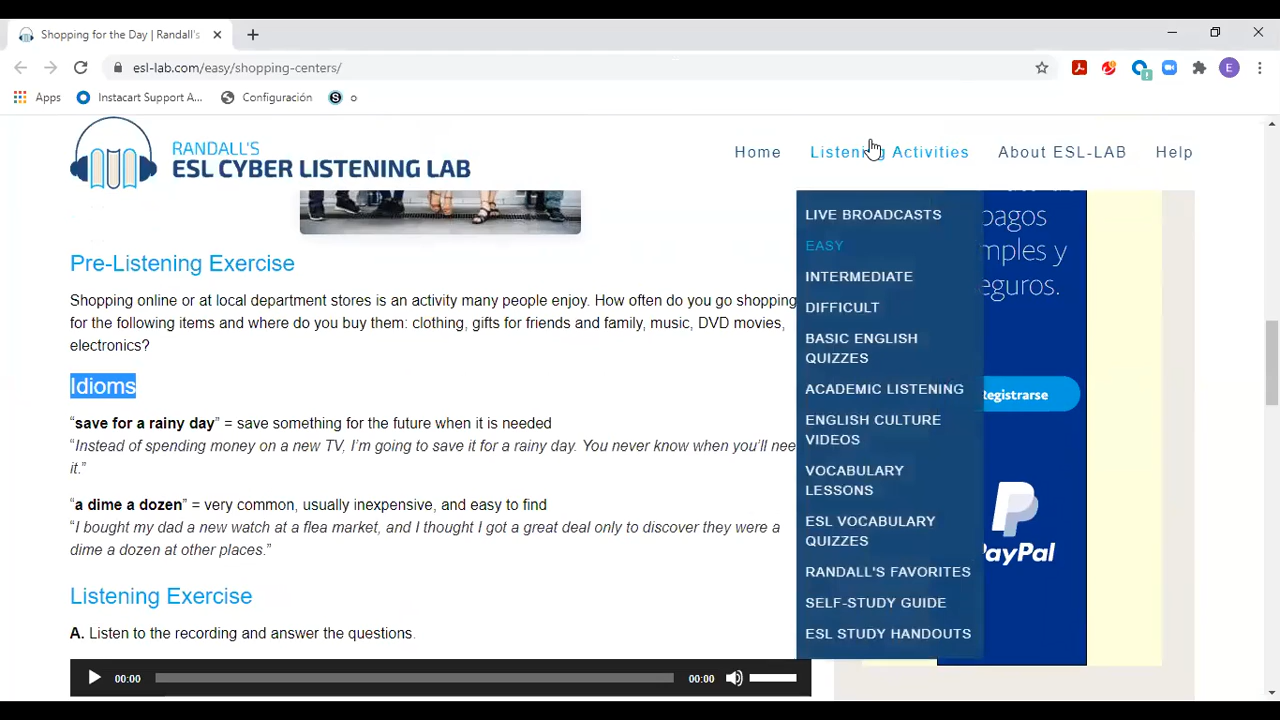 Shopping for the Day | Randall's
esl-lab.com/easy/shopping-centers/
E
Apps
Instacart Support A...
Configuración
S
o
RANDALL'S
ESL CYBER LISTENING LAB
Home
Listening Activities
About ESL-LAB
Help
Pre-Listening Exercise
Shopping online or at local department stores is an activity many people enjoy. How often do you go shopping
for the following items and where do you buy them: clothing, gifts for friends and family, music, DVD movies,
electronics?
Idioms
“save for a rainy day” = save something for the future when it is needed
“Instead of spending money on a new TV, I’m going to save it for a rainy day. You never know when you’ll nee
it.”
“a dime a dozen” = very common, usually inexpensive, and easy to find
“I bought my dad a new watch at a flea market, and I thought I got a great deal only to discover they were a
dime a dozen at other places.”
Listening Exercise
A. Listen to the recording and answer the questions.
00:00
00:00
LIVE BROADCASTS
EASY
INTERMEDIATE
DIFFICULT
BASIC ENGLISH
QUIZZES
ACADEMIC LISTENING
ENGLISH CULTURE
VIDEOS
VOCABULARY
LESSONS
ESL VOCABULARY
QUIZZES
RANDALL'S FAVORITES
SELF-STUDY GUIDE
ESL STUDY HANDOUTS
pagos
mples y
eguros.
Registrarse
PayPal